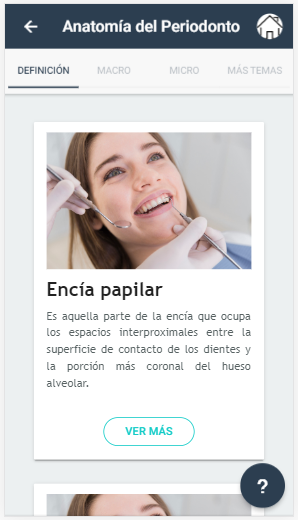 Anatomía del Periodonto
DEFINICIÓN MACRO MICRO MÁS TEMAS
Encía papilar
Es aquella parte de la encía que ocupa
los espacios interproximales entre la
superficie de contacto de los dientes y
la porción más coronal del hueso
alveolar.
VER MÁS
?